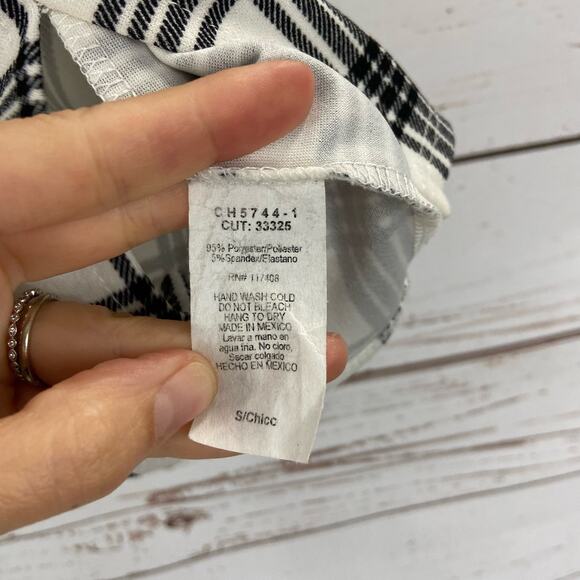 CH5744-1
CUT: 33325
95% Polyester/Poliester
5%Spandex/Elastano
RN# 117408
HAND WASH COLD
DO NOT BLEACH
HANG TO DRY
MADE IN MEXICO
Lavar a mano en
agua fria. No cloro,
Secar colgado
HECHO EN MEXICO
S/Chico